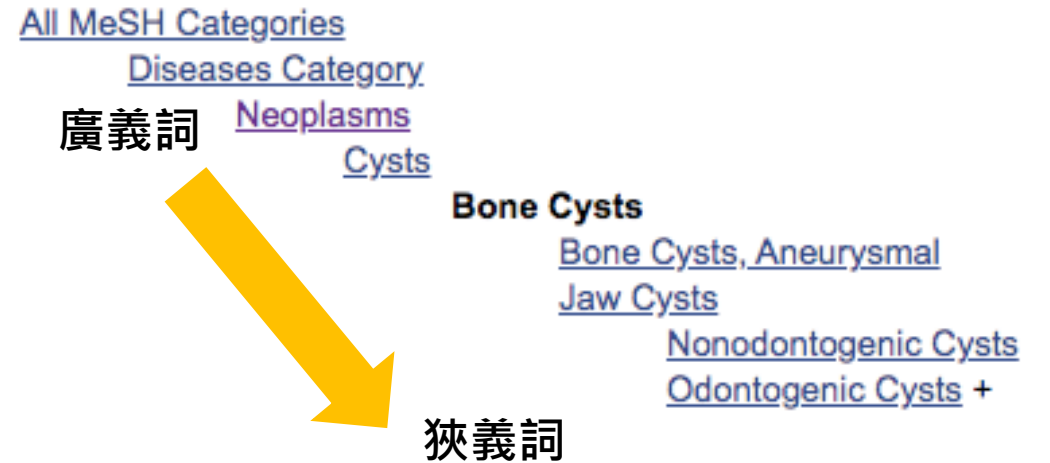 All MeSH Categories
Diseases Category
廣義詞 Neoplasms
Cysts
Bone Cysts
Bone Cysts, Aneurysmal
Jaw Cysts
Nonodontogenic Cysts
Odontogenic Cysts +
狹義詞